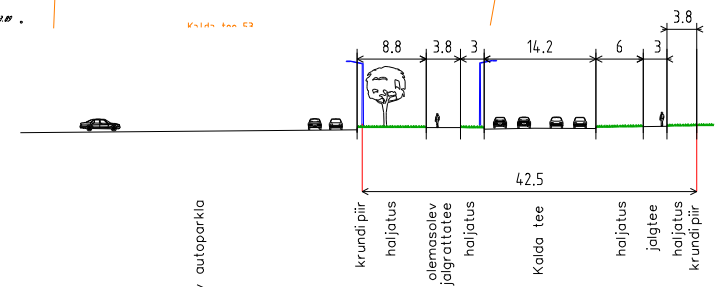 Kalda tee 53
3.8
8.8
3.8
3
14.2
6
3
42.5
autoparkla
krundi piir
haljatus
olemasolev
jalgrattatee
haljatus
Kalda tee
haljatus
jalgtee
haljatus
krundi piir